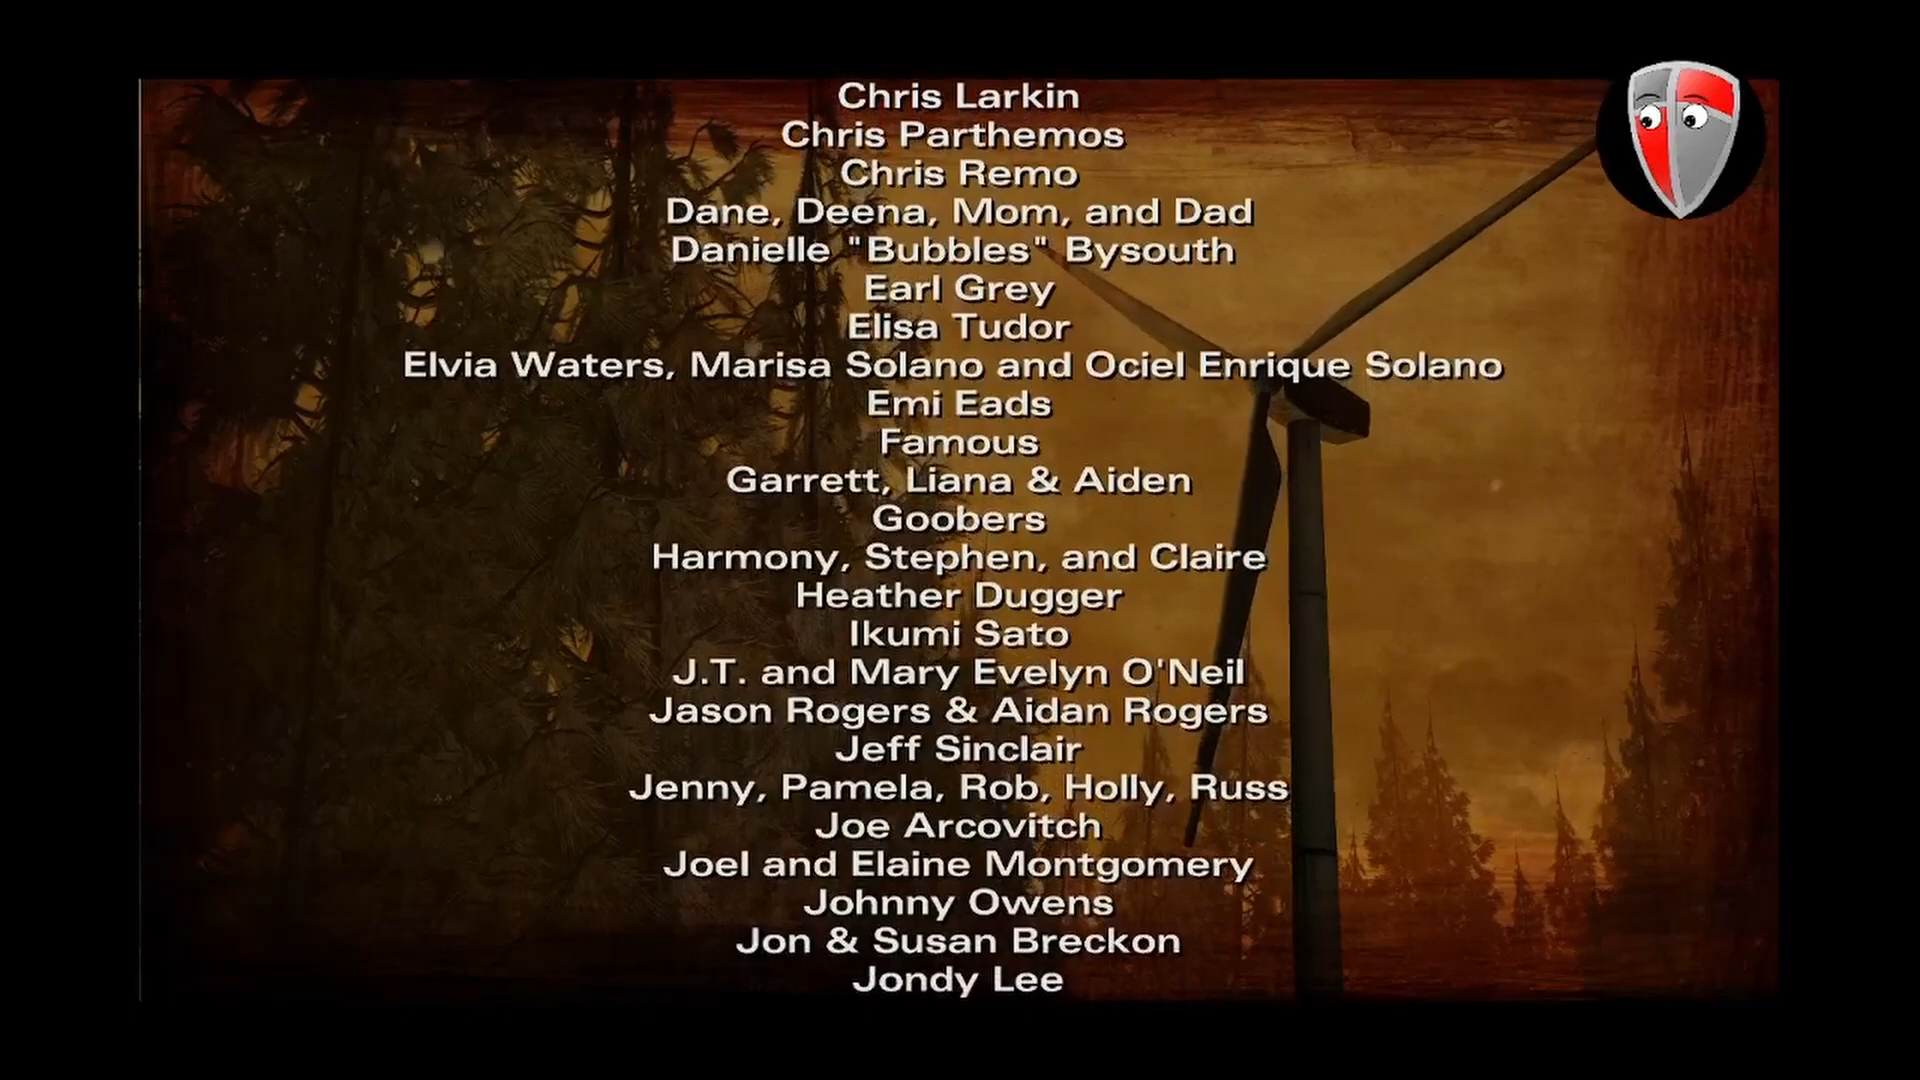 Chris Larkin
Chris Parthemos
Chris Remo
Dane, Deena, Mom, and Dad
Danielle "Bubbles" Bysouth
Earl Grey
Elisa Tudor
Elvia Waters, Marisa Solano and Ociel Enrique Solano
Emi Eads
Famous
Garrett, Liana & Aiden
Goobers
Harmony, Stephen, and Claire
Heather Dugger
Ikumi Sato
J.T. and Mary Evelyn O'Neil
Jason Rogers & Aidan Rogers
Jeff Sinclair
Jenny, Pamela, Rob, Holly, Russ
Joe Arcovitch
Joel and Elaine Montgomery
Johnny Owens
Jon & Susan Breckon
Jondy Lee